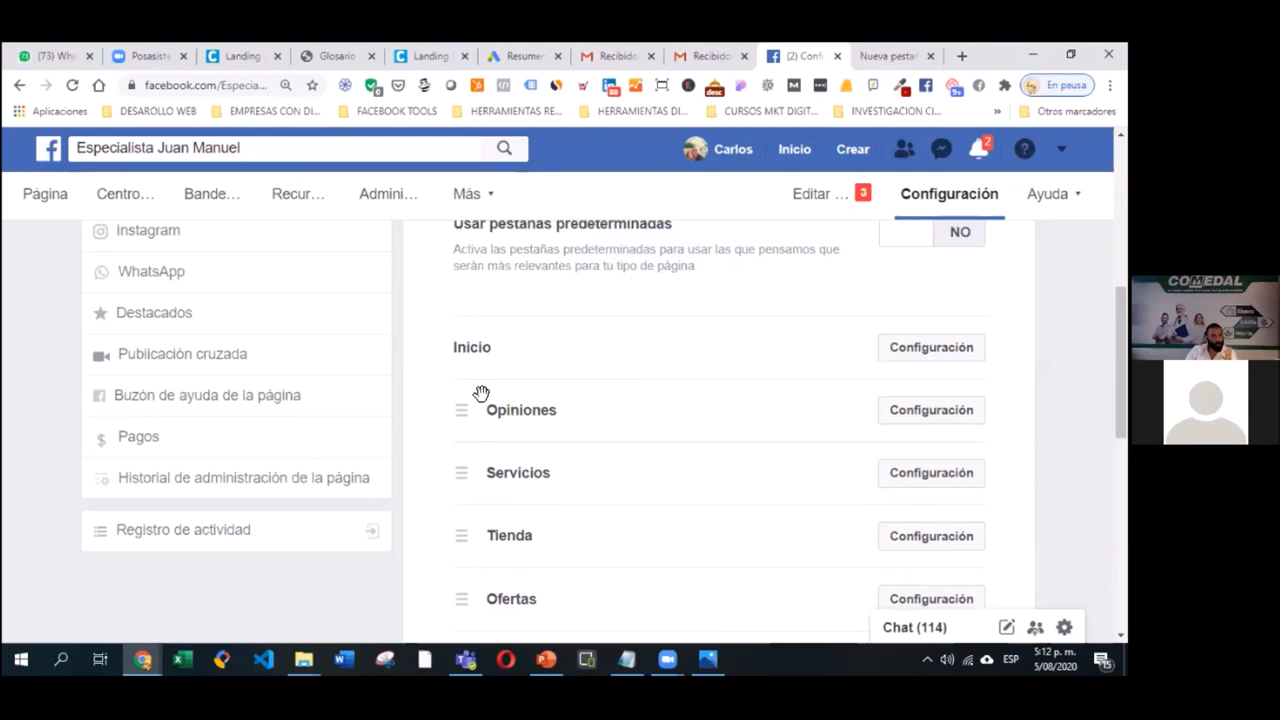 (73) Wha
Posasiste
Landing
Glosario
Landing
Resumen
Recibido
Recibido
(2) Conf
Nueva pestañ
facebook.com/Especia...
En pausa
Aplicaciones
DESAROLLO WEB
EMPRESAS CON DI...
FACEBOOK TOOLS
HERRAMIENTAS RE...
HERRAMIENTAS DI...
CURSOS MKT DIGIT...
INVESTIGACION CI...
»
Otros marcadores
Especialista Juan Manuel
Carlos
Inicio
Crear
2
Página
Centro...
Bande...
Recur...
Admini...
Más
Editar ...
3
Configuración
Ayuda
Instagram
WhatsApp
Destacados
Publicación cruzada
Buzón de ayuda de la página
Pagos
Historial de administración de la página
Registro de actividad
Usar pestañas predeterminadas
NO
Activa las pestañas predeterminadas para usar las que pensamos que
serán más relevantes para tu tipo de página.
Inicio
Configuración
Opiniones
Configuración
Servicios
Configuración
Tienda
Configuración
Ofertas
Configuración
Chat (114)
ESP
5:12 p. m.
5/08/2020
15
COMEDAL